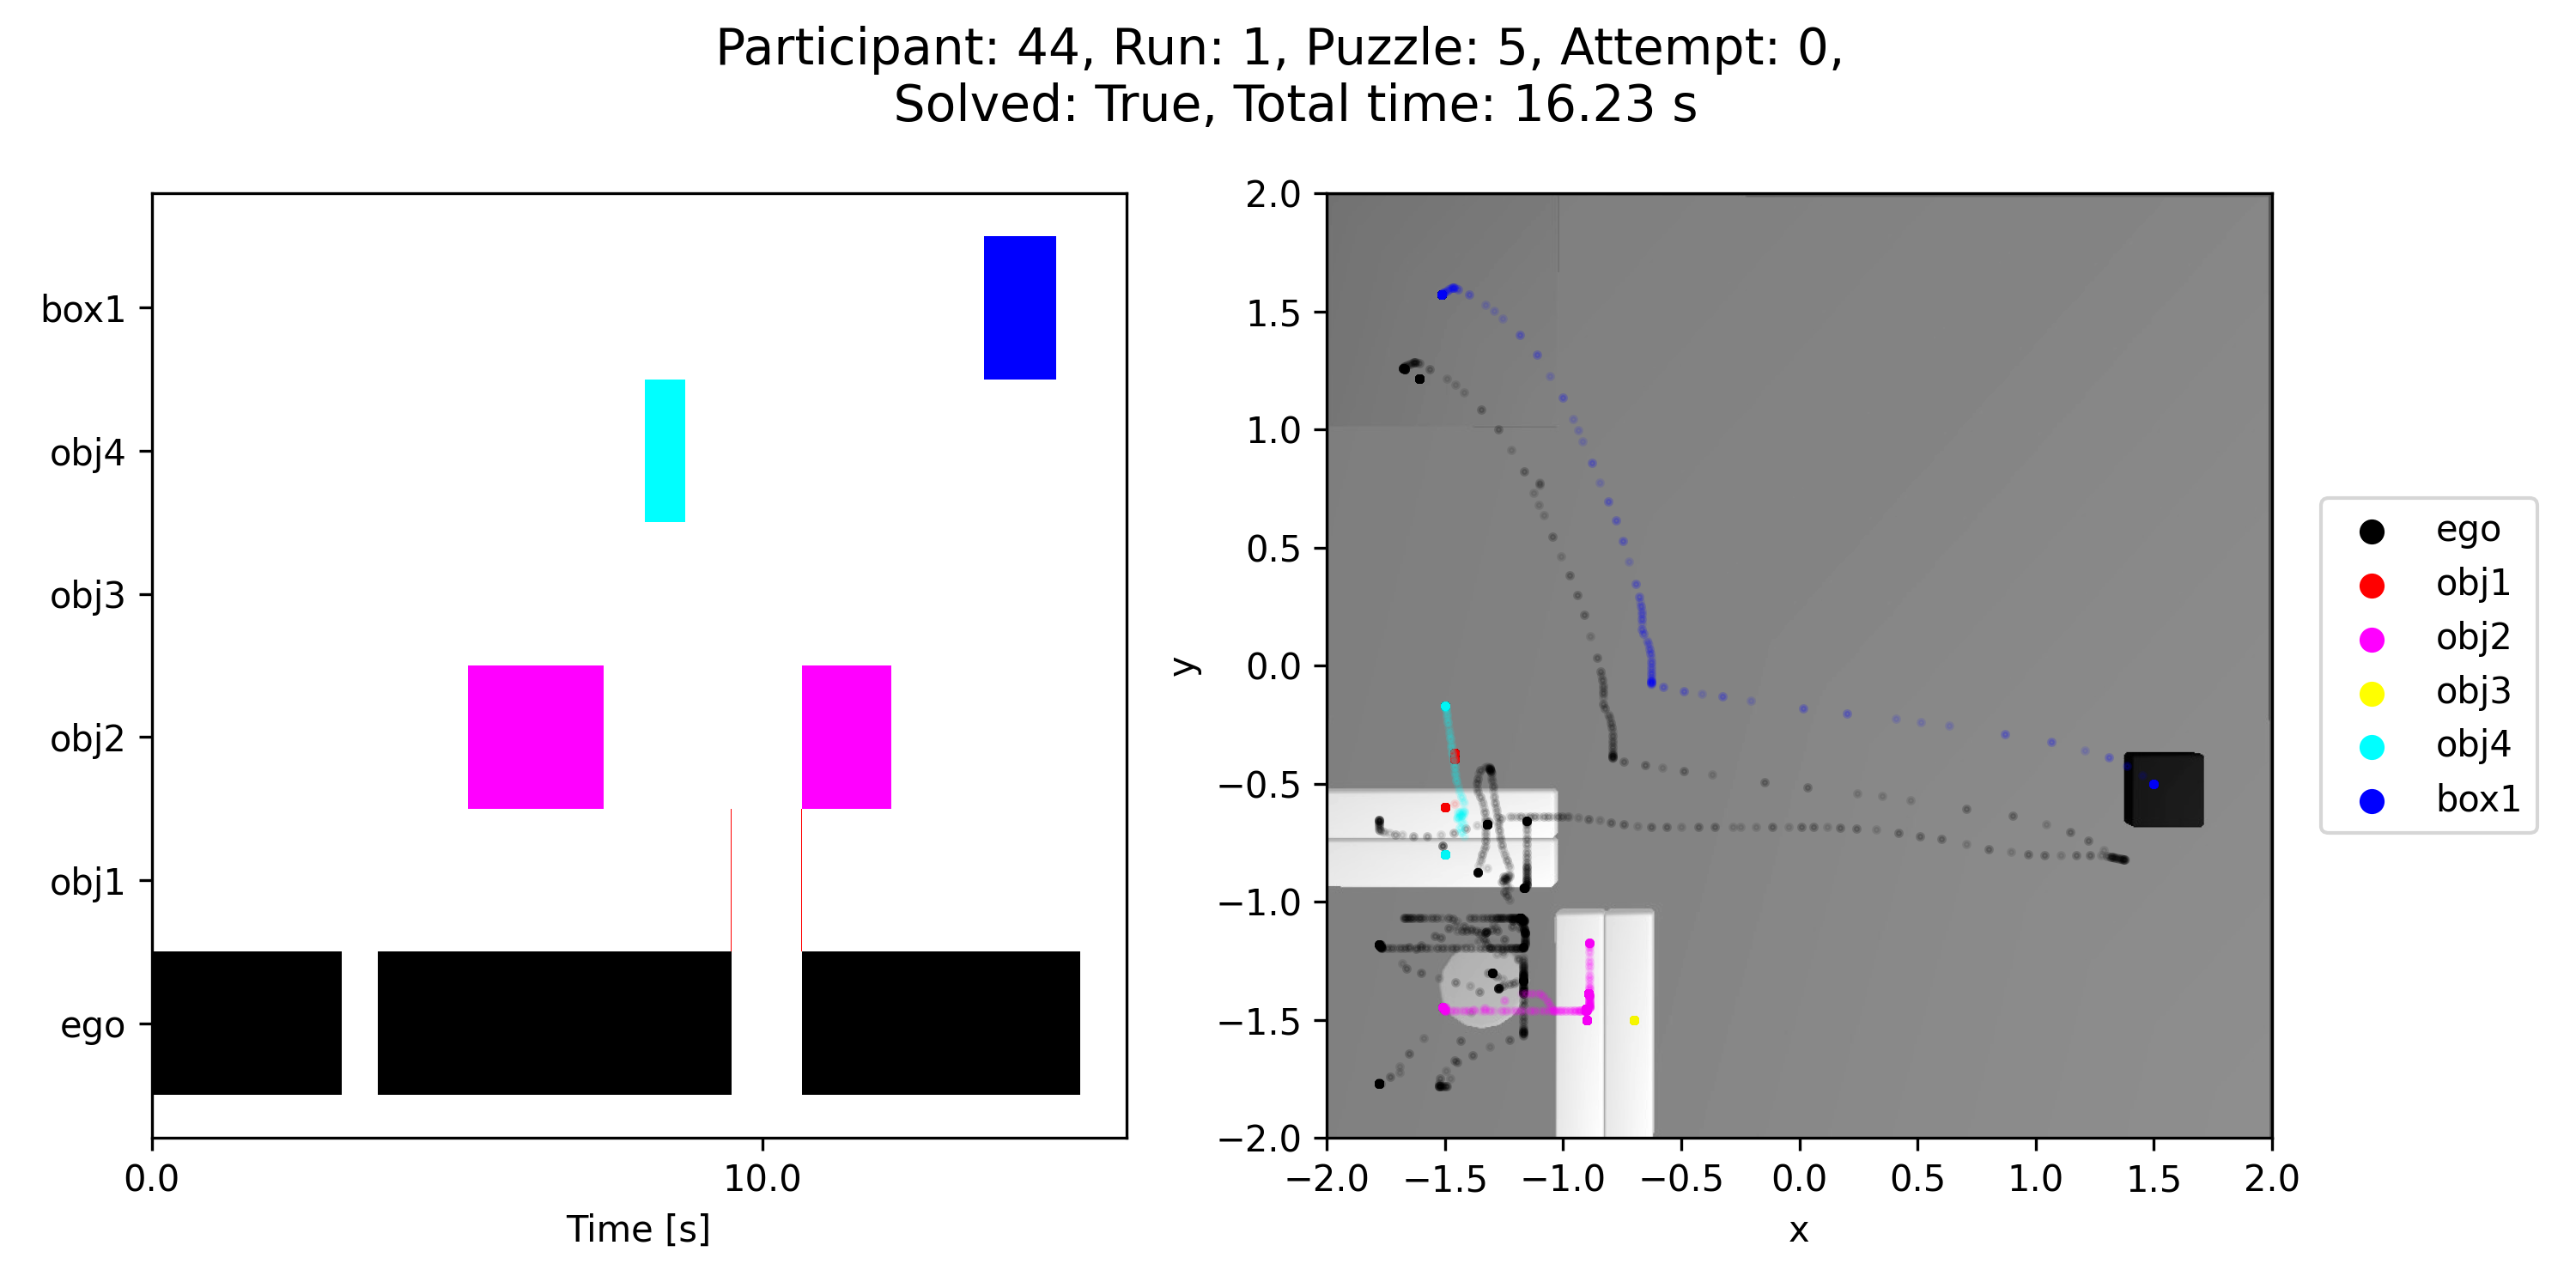 Participant: 44, Run: 1, Puzzle: 5, Attempt: 0,
Solved: True, Total time: 16.23 s
box1
obj4
obj3
obj2
obj1
ego
0.0
10.0
Time [s]
2.0
1.5
1.0
0.5
0.0
−0.5
−1.0
−1.5
−2.0
y
−2.0
−1.5
−1.0
−0.5
0.0
0.5
1.0
1.5
2.0
x
ego
obj1
obj2
obj3
obj4
box1